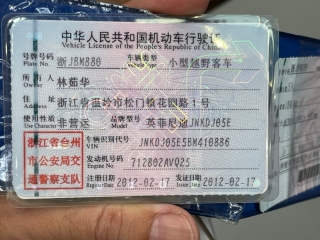 中华人民共和国机动车行驶证
Vehicle License of the People's Republic of China
号牌号码 浙JBM880 车辆类型 小型越野客车
Plate No. Vehicle Type
所有人 林茹华
Owner
住址 浙江省温岭市松门镇花园路1号
Address
使用性质 非营运 品牌型号 英菲尼迪JNKDJ05E
Use Character Model
浙江省台州
市公安局交
通警察支队
车辆识别代号 JNKDJ05E5BM410886
VIN
发动机号码 712802AVQ25
Engine No.
注册日期 2012-02-17 发证日期 2012-02-17
Register Date Issue Date